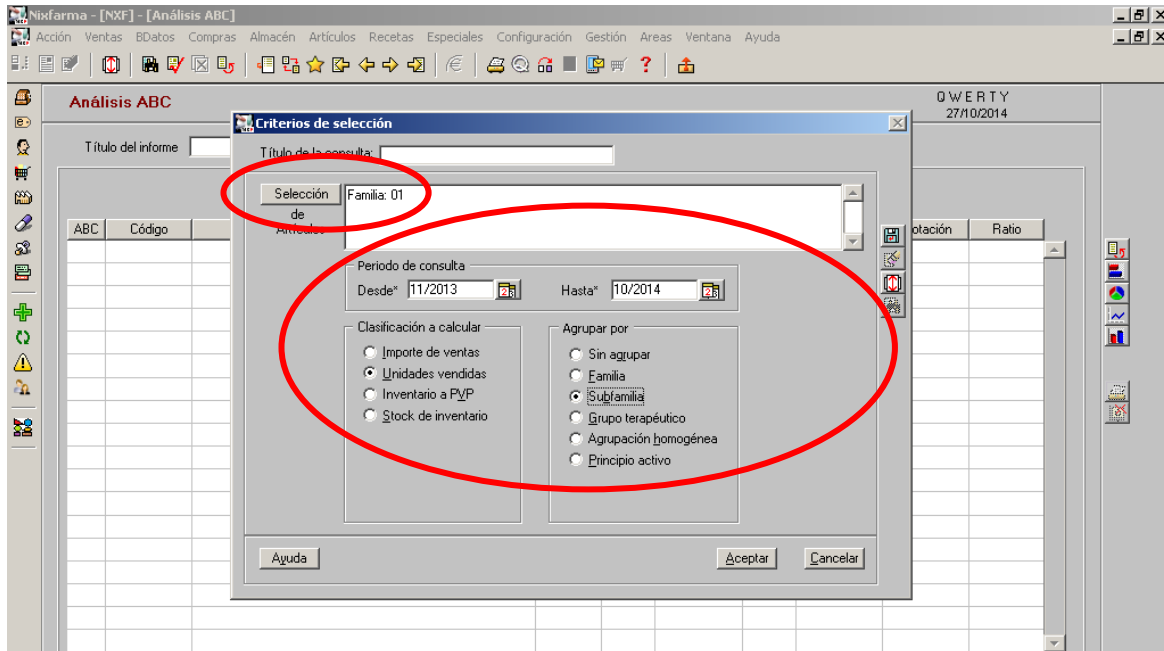 Nixfarma - [NXF] - [Análisis ABC]
Acción Ventas BDatos Compras Almacén Artículos Recetas Especiales Configuración Gestión Areas Ventana Ayuda
Análisis ABC
QWERTY
27/10/2014
Título del informe
Criterios de selección
Título de la consulta:
Selección
de
Artículos
Familia: 01
ABC Código
Ratio
Periodo de consulta
Desde* 11/2013
Hasta* 10/2014
Clasificación a calcular
Importe de ventas
Unidades vendidas
Inventario a PVP
Stock de inventario
Agrupar por
Sin agrupar
Familia
Subfamilia
Grupo terapéutico
Agrupación homogénea
Principio activo
Ayuda
Aceptar
Cancelar